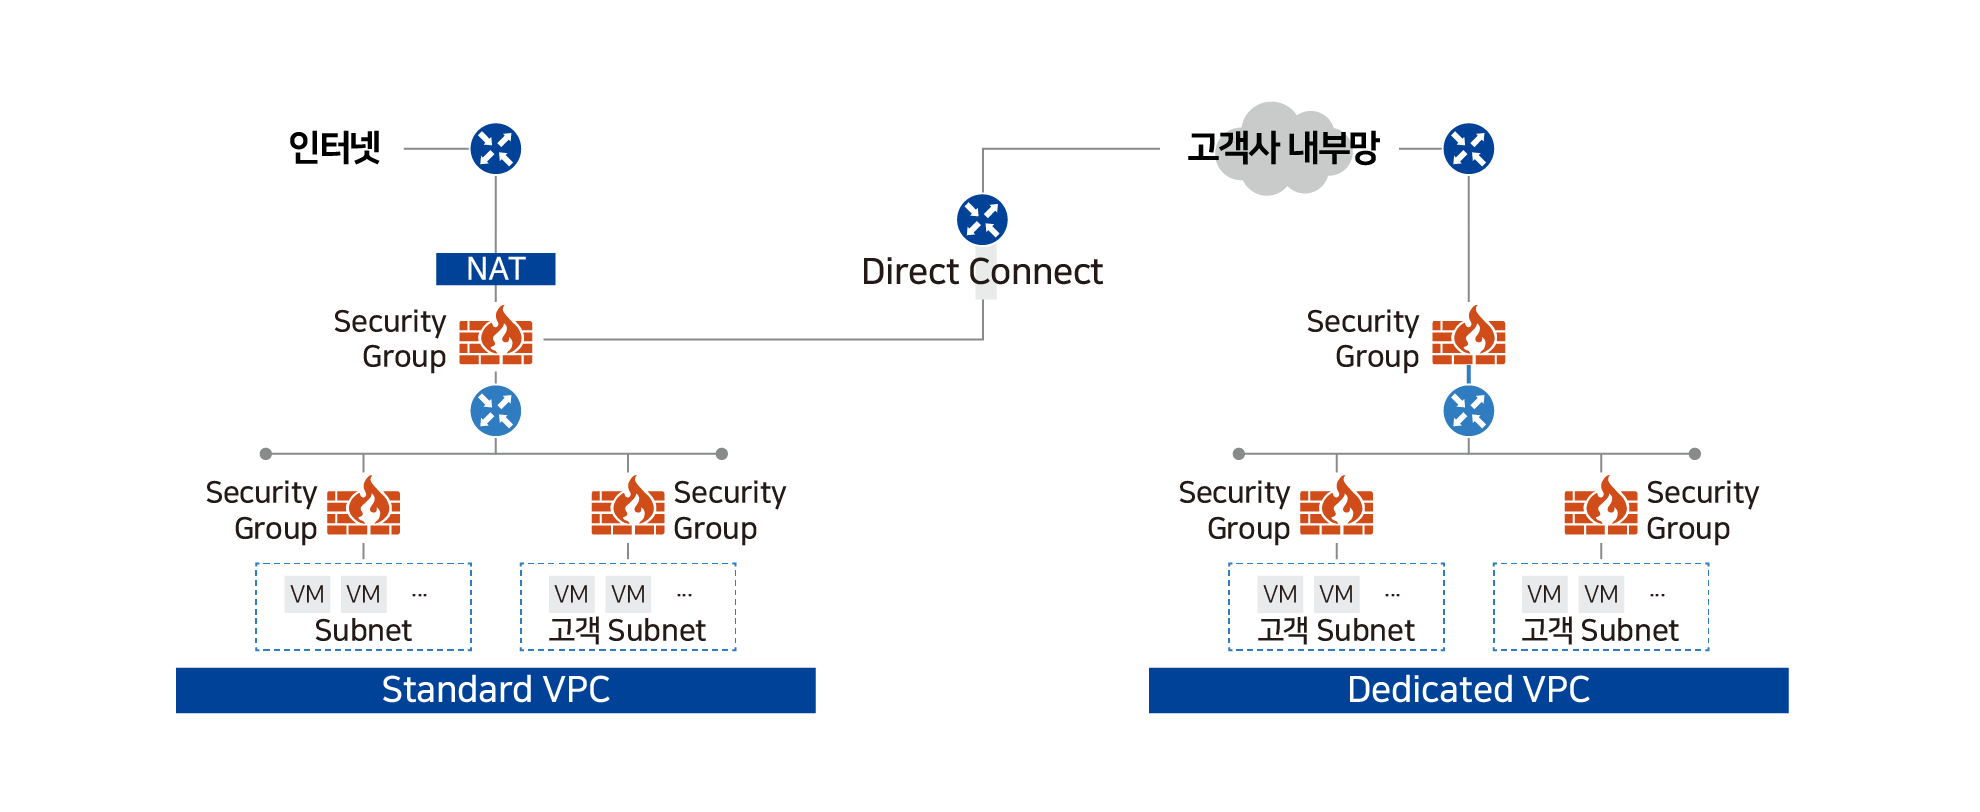 인터넷
고객사 내부망
NAT
Direct Connect
Security
Group
Security
Group
Security
Group
Security
Group
Security
Group
Security
Group
VM VM ...
Subnet
VM VM ...
고객 Subnet
VM VM ...
고객 Subnet
VM VM ...
고객 Subnet
Standard VPC
Dedicated VPC